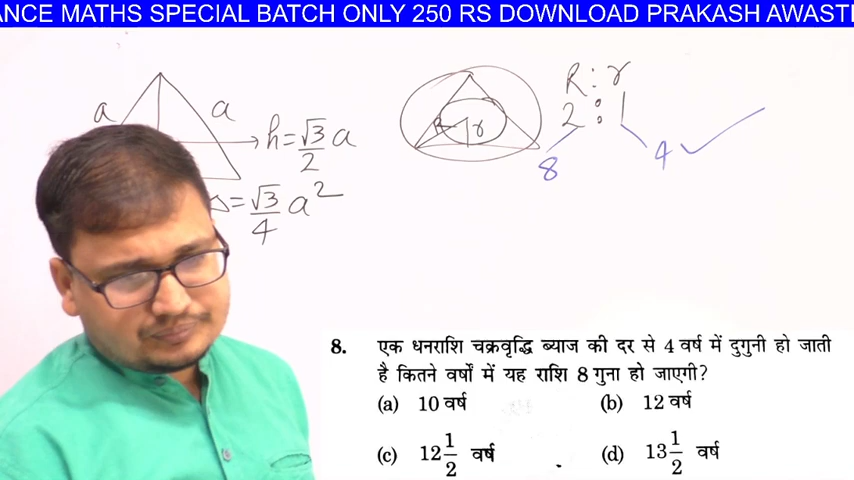 ANCE MATHS SPECIAL BATCH ONLY 250 RS DOWNLOAD PRAKASH AWAST
a a
h = √3/2 a
△ = √3/4 a²
R r
R : r
2 : 1
8 4 ✓
8. एक धनराशि चक्रवृद्धि ब्याज की दर से 4 वर्ष में दुगुनी हो जाती
है कितने वर्षों में यह राशि 8 गुना हो जाएगी?
(a) 10 वर्ष (b) 12 वर्ष
(c) 12 1/2 वर्ष (d) 13 1/2 वर्ष